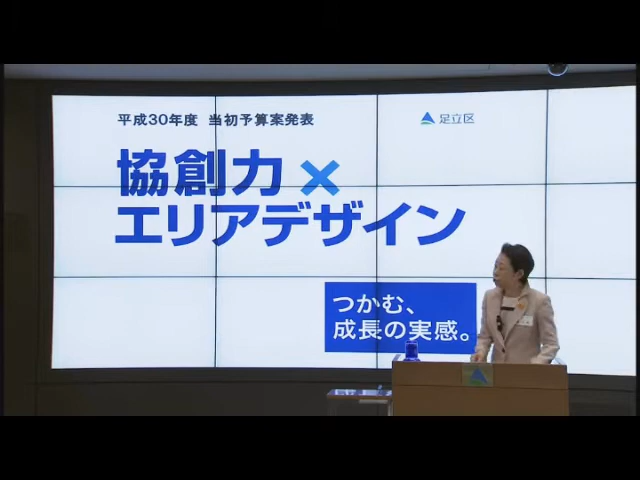 平成30年度 当初予算案発表
足立区
協創力×
エリアデザイン
つかむ、
成長の実感。